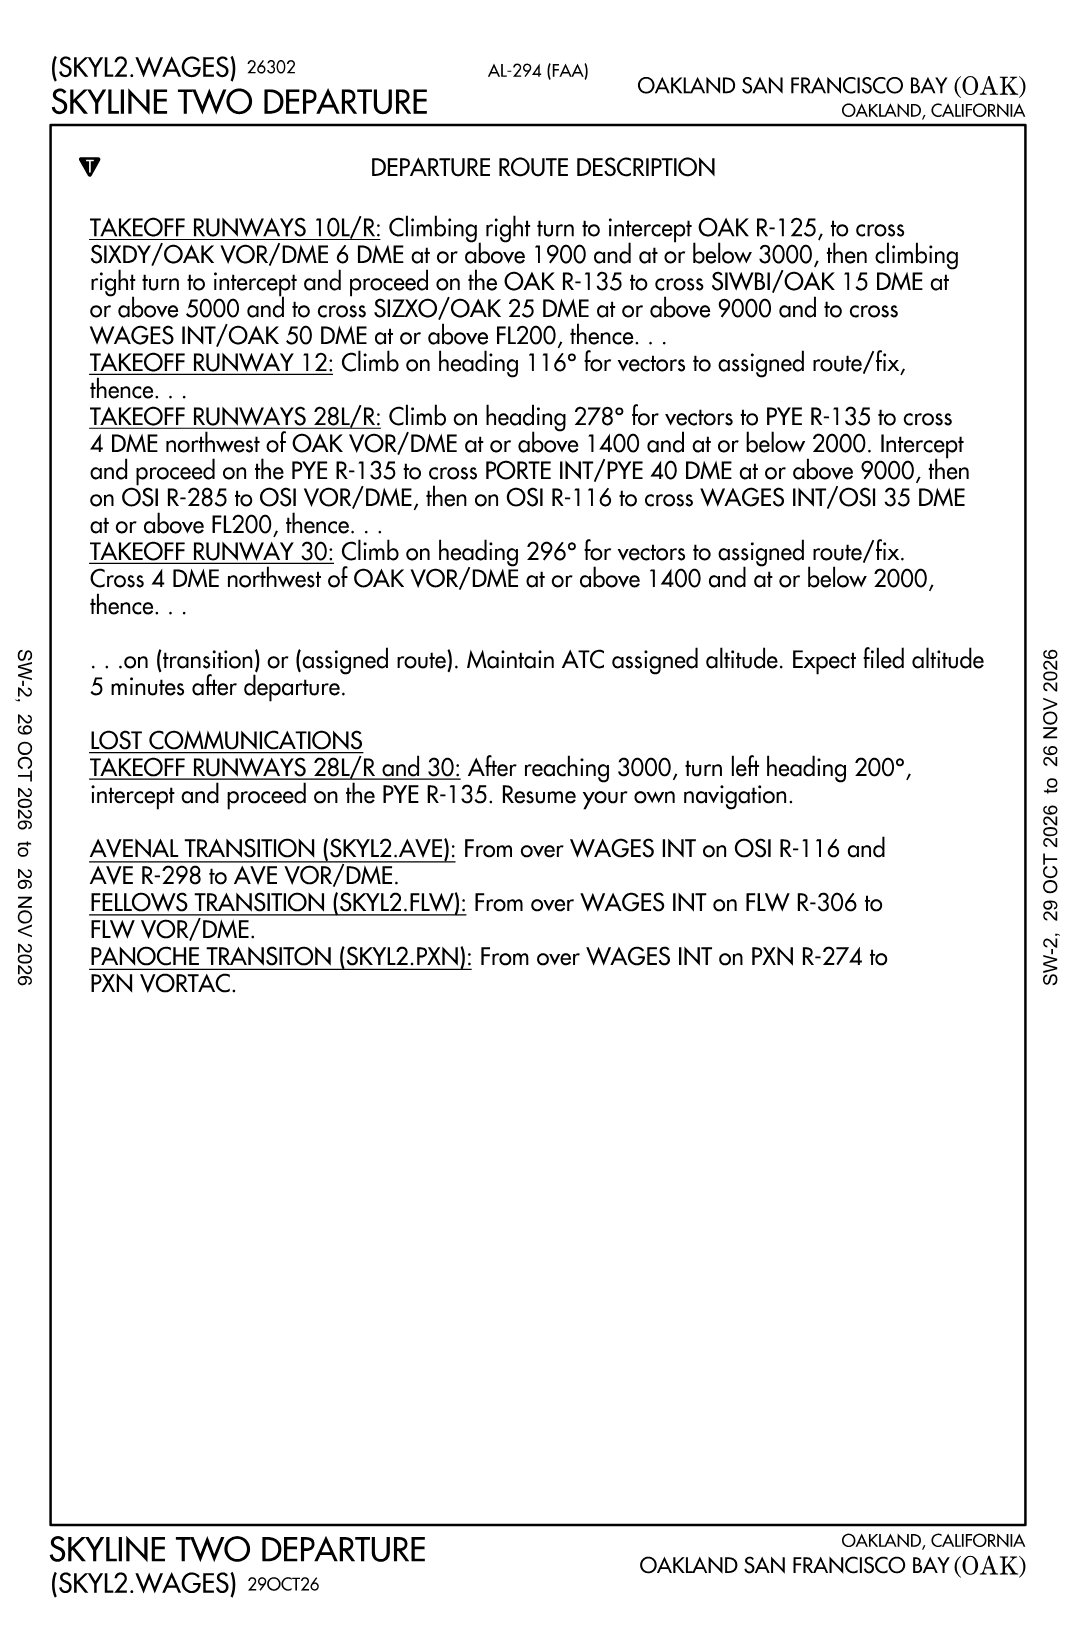 (SKYL2.WAGES) 26302
AL-294 (FAA)
OAKLAND SAN FRANCISCO BAY (OAK)
SKYLINE TWO DEPARTURE
OAKLAND, CALIFORNIA
T
DEPARTURE ROUTE DESCRIPTION
TAKEOFF RUNWAYS 10L/R: Climbing right turn to intercept OAK R-125, to cross
SIXDY/OAK VOR/DME 6 DME at or above 1900 and at or below 3000, then climbing
right turn to intercept and proceed on the OAK R-135 to cross SIWBI/OAK 15 DME at
or above 5000 and to cross SIZXO/OAK 25 DME at or above 9000 and to cross
WAGES INT/OAK 50 DME at or above FL200, thence. . .
TAKEOFF RUNWAY 12: Climb on heading 116° for vectors to assigned route/fix,
thence. . .
TAKEOFF RUNWAYS 28L/R: Climb on heading 278° for vectors to PYE R-135 to cross
4 DME northwest of OAK VOR/DME at or above 1400 and at or below 2000. Intercept
and proceed on the PYE R-135 to cross PORTE INT/PYE 40 DME at or above 9000, then
on OSI R-285 to OSI VOR/DME, then on OSI R-116 to cross WAGES INT/OSI 35 DME
at or above FL200, thence. . .
TAKEOFF RUNWAY 30: Climb on heading 296° for vectors to assigned route/fix.
Cross 4 DME northwest of OAK VOR/DME at or above 1400 and at or below 2000,
thence. . .
. . .on (transition) or (assigned route). Maintain ATC assigned altitude. Expect filed altitude
5 minutes after departure.
LOST COMMUNICATIONS
TAKEOFF RUNWAYS 28L/R and 30: After reaching 3000, turn left heading 200°,
intercept and proceed on the PYE R-135. Resume your own navigation.
AVENAL TRANSITION (SKYL2.AVE): From over WAGES INT on OSI R-116 and
AVE R-298 to AVE VOR/DME.
FELLOWS TRANSITION (SKYL2.FLW): From over WAGES INT on FLW R-306 to
FLW VOR/DME.
PANOCHE TRANSITON (SKYL2.PXN): From over WAGES INT on PXN R-274 to
PXN VORTAC.
SW-2, 29 OCT 2026 to 26 NOV 2026
SW-2, 29 OCT 2026 to 26 NOV 2026
SKYLINE TWO DEPARTURE
OAKLAND, CALIFORNIA
OAKLAND SAN FRANCISCO BAY (OAK)
(SKYL2.WAGES) 29OCT26